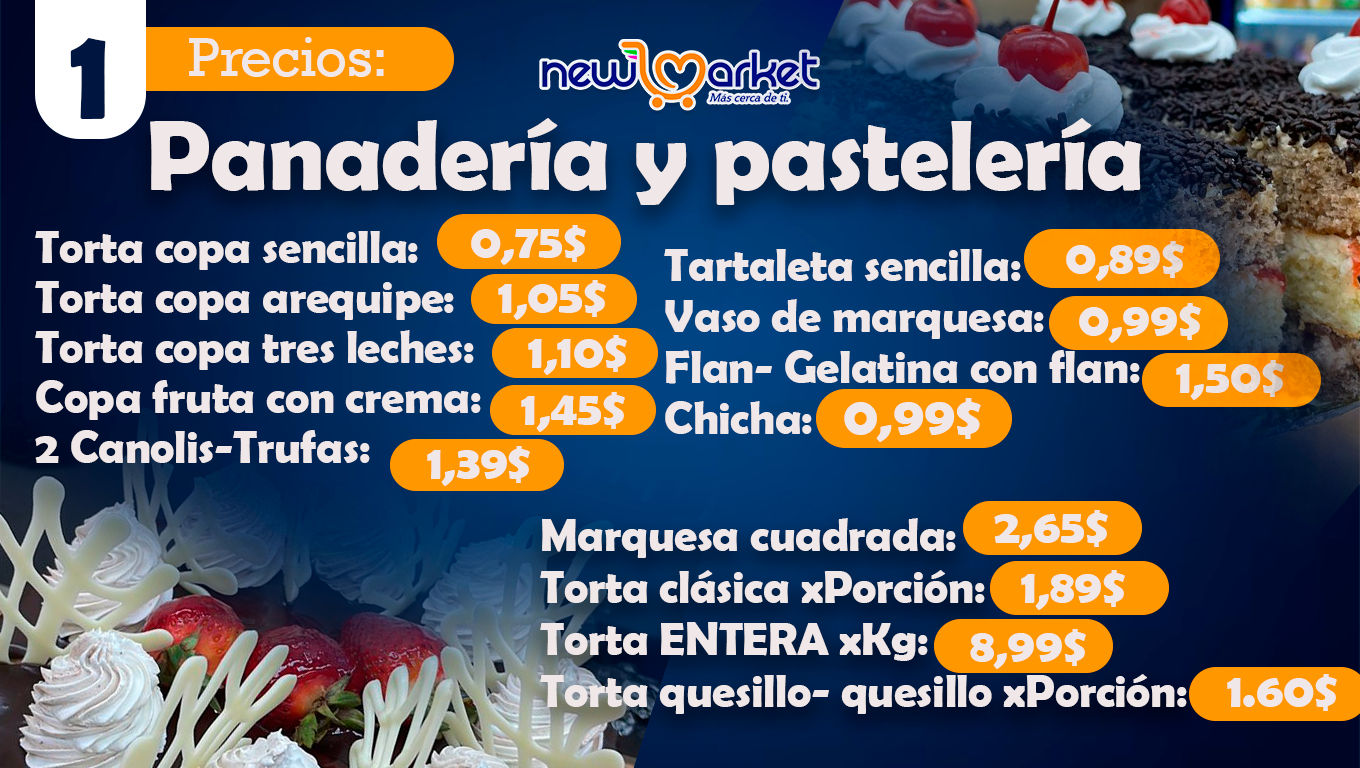 1
Precios:
new market
Más cerca de ti.
Panadería y pastelería
Torta copa sencilla: 0,75$
Torta copa arequipe: 1,05$
Torta copa tres leches: 1,10$
Copa fruta con crema: 1,45$
2 Canolis-Trufas: 1,39$
Tartaleta sencilla: 0,89$
Vaso de marquesa: 0,99$
Flan- Gelatina con flan: 1,50$
Chicha: 0,99$
Marquesa cuadrada: 2,65$
Torta clásica xPorción: 1,89$
Torta ENTERA xKg: 8,99$
Torta quesillo- quesillo xPorción: 1.60$